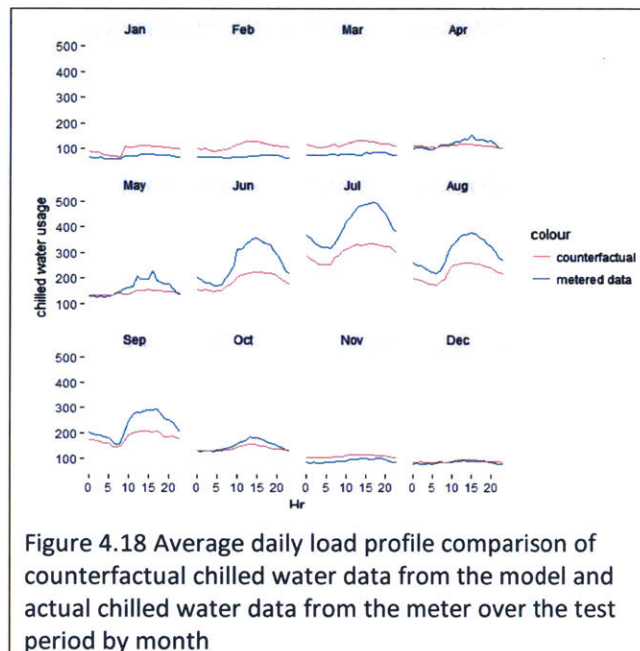 Jan Feb Mar Apr
500
400
300
200
100
May Jun Jul Aug
500
400
300
200
100
chilled water usage
colour
counterfactual
metered data
Sep Oct Nov Dec
500
400
300
200
100
0 5 10 15 20 0 5 10 15 20 0 5 10 15 20 0 5 10 15 20
Hr
Figure 4.18 Average daily load profile comparison of
counterfactual chilled water data from the model and
actual chilled water data from the meter over the test
period by month